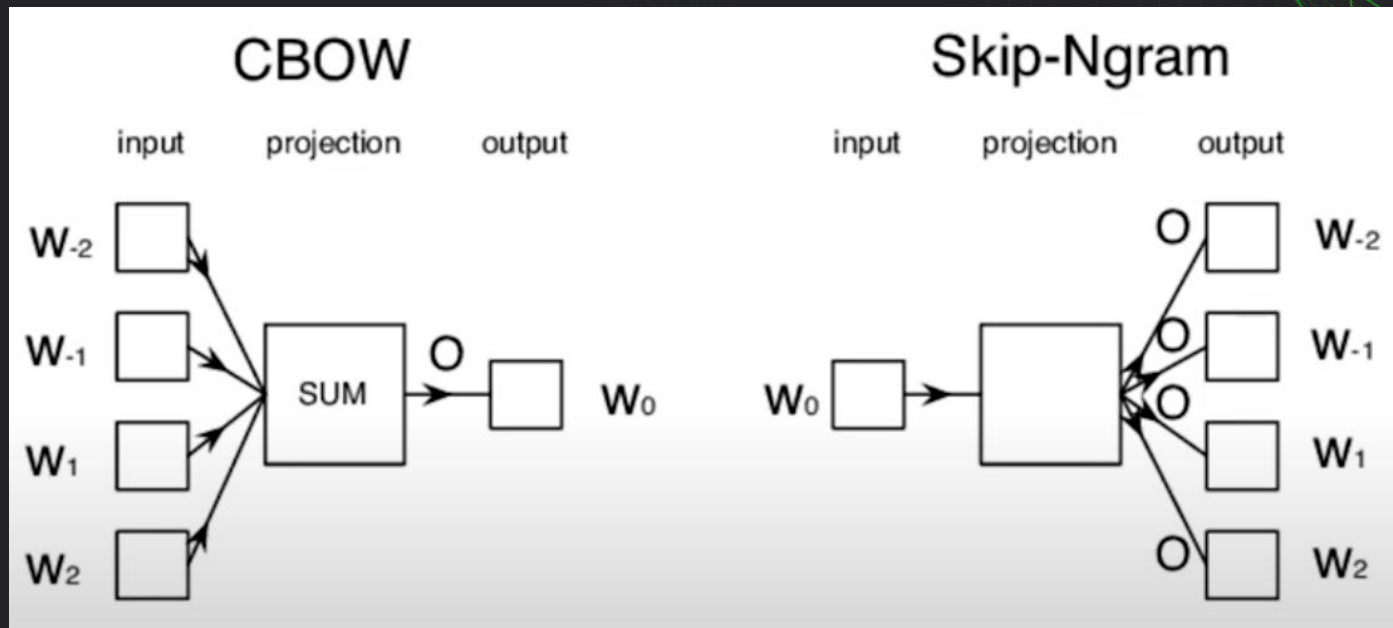 CBOW
input projection output
W-2
W-1
W1
W2
SUM
O
W0
Skip-Ngram
input projection output
W0
O
O
O
O
W-2
W-1
W1
W2